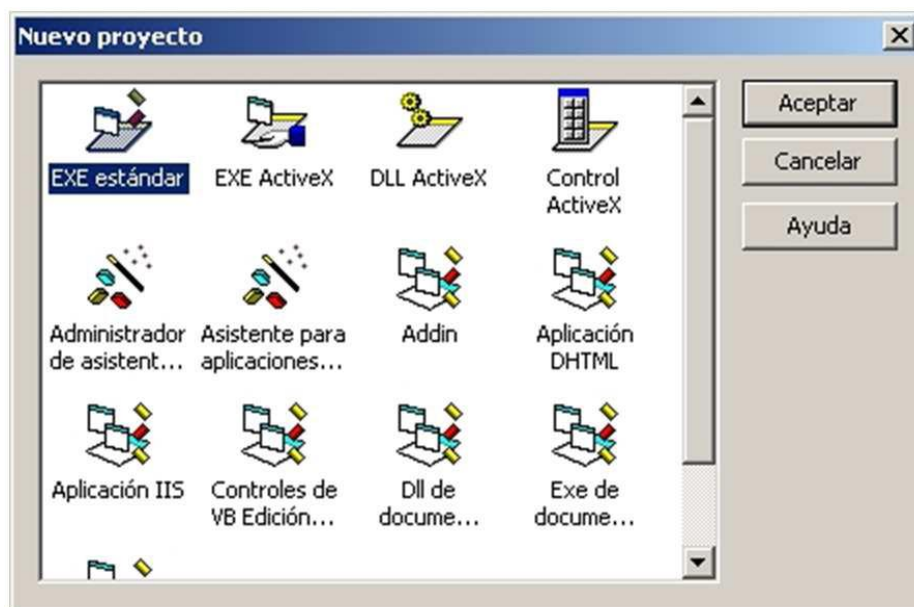 Nuevo proyecto
EXE estándar
EXE ActiveX
DLL ActiveX
Control
ActiveX
Administrador
de asistent...
Asistente para
aplicaciones...
Addin
Aplicación
DHTML
Aplicación IIS
Controles de
VB Edición...
Dll de
docume...
Exe de
docume...
Aceptar
Cancelar
Ayuda